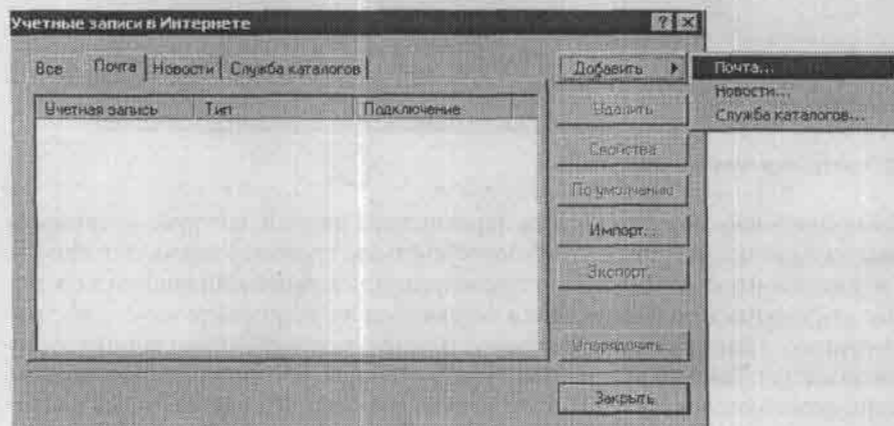 Учетные записи в Интернете
Все Почта Новости Служба каталогов
Учетная запись Тип Подключение
Добавить
Удалить
Свойства
По умолчанию
Импорт...
Экспорт...
Упорядочить...
Закрыть
Почта...
Новости...
Служба каталогов...